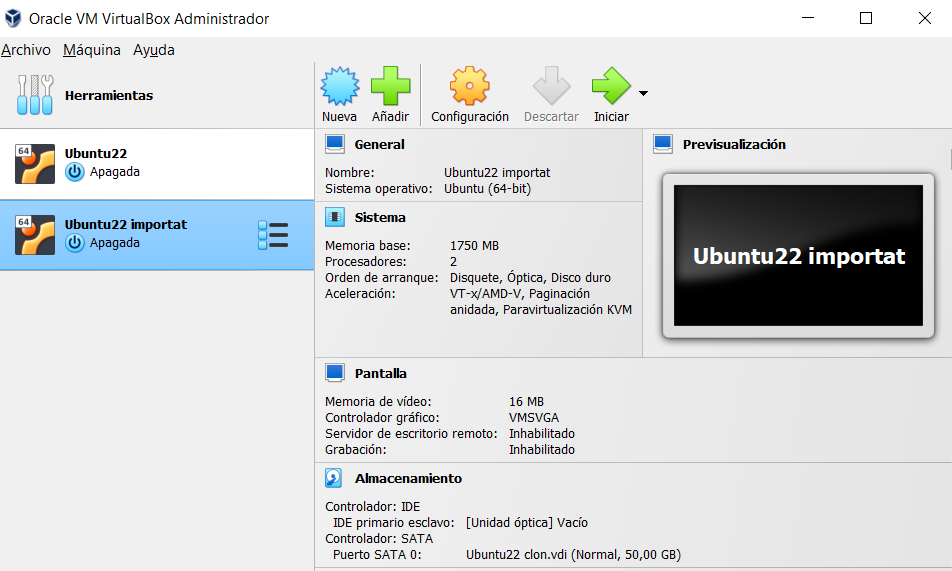 Oracle VM VirtualBox Administrador
Archivo Máquina Ayuda
Herramientas
Nueva Añadir Configuración Descartar Iniciar
64
Ubuntu22
Apagada
64
Ubuntu22 importat
Apagada
General
Nombre: Ubuntu22 importat
Sistema operativo: Ubuntu (64-bit)
Previsualización
Ubuntu22 importat
Sistema
Memoria base: 1750 MB
Procesadores: 2
Orden de arranque: Disquete, Óptica, Disco duro
Aceleración: VT-x/AMD-V, Paginación
anidada, Paravirtualización KVM
Pantalla
Memoria de vídeo: 16 MB
Controlador gráfico: VMSVGA
Servidor de escritorio remoto: Inhabilitado
Grabación: Inhabilitado
Almacenamiento
Controlador: IDE
IDE primario esclavo: [Unidad óptica] Vacío
Controlador: SATA
Puerto SATA 0: Ubuntu22 clon.vdi (Normal, 50,00 GB)